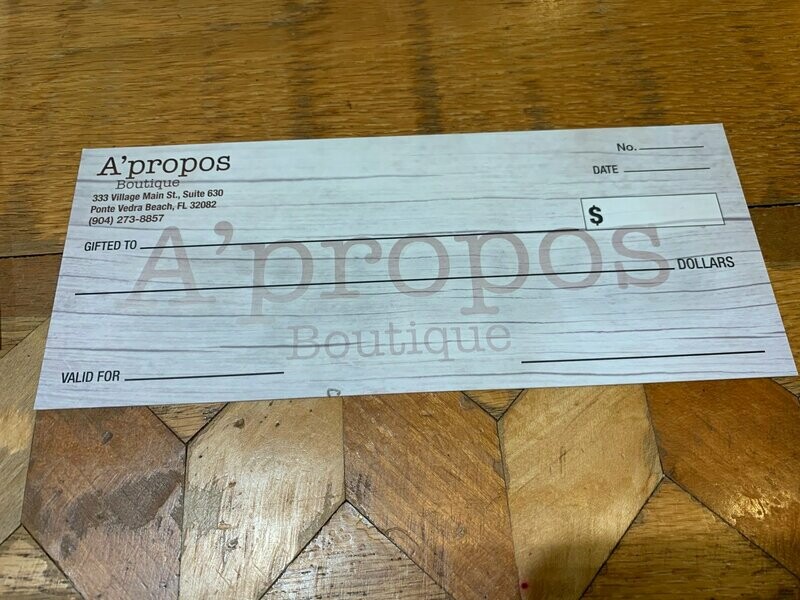 A'propos
Boutique
333 Village Main St., Suite 630
Ponte Vedra Beach, FL 32082
(904) 273-8857
No.
DATE
$
GIFTED TO
A'propos
DOLLARS
Boutique
VALID FOR